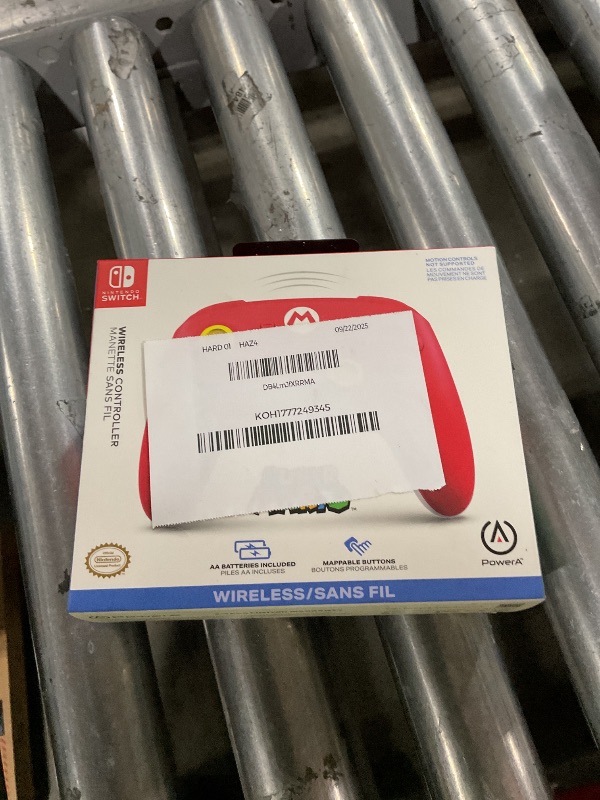 NINTENDO
SWITCH
MOTION CONTROLS
NOT SUPPORTED
LES COMMANDES DE
MOUVEMENT NE SONT
PAS PRISES EN CHARGE
WIRELESS CONTROLLER
MANETTE SANS FIL
M
HARD 01 HAZ4 09/22/2025
KOH1777249345
Nintendo
AA BATTERIES INCLUDED
PILES AA INCLUSES
MAPPABLE BUTTONS
BOUTONS PROGRAMMABLES
PowerA
WIRELESS/SANS FIL